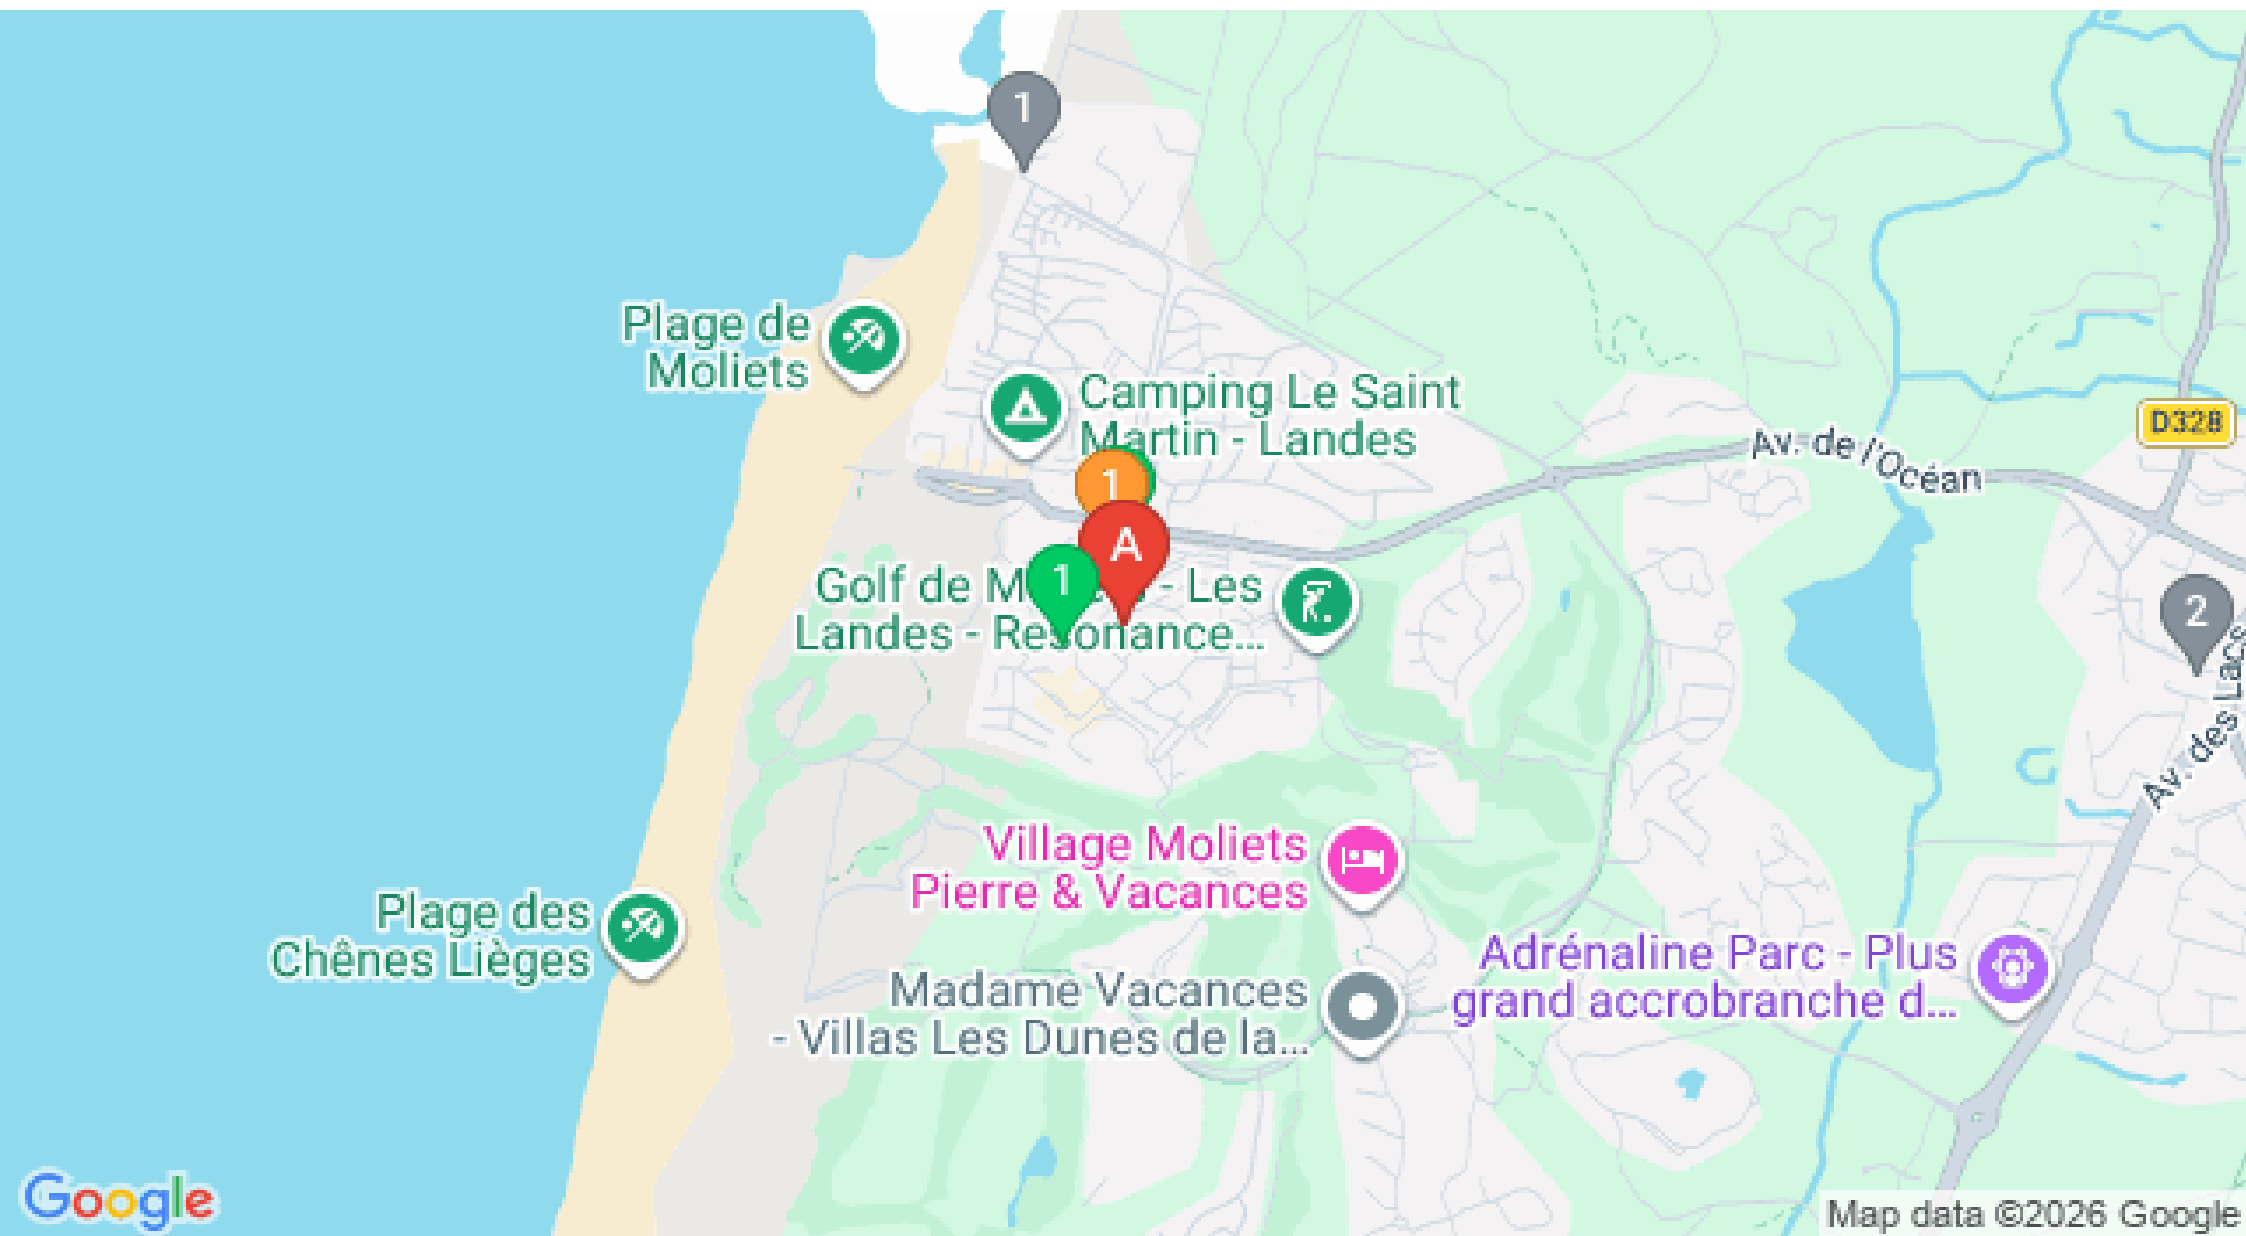 1
Plage de
Moliets
Camping Le Saint
Martin - Landes
D328
Av. de l'Océan
1
A
1
Golf de M - Les
Landes - Resonance...
2
Av. des Lacs
Village Moliets
Pierre & Vacances
Plage des
Chênes Lièges
Adrénaline Parc - Plus
grand accrobranche d...
Madame Vacances
- Villas Les Dunes de la...
Google
Map data ©2026 Google